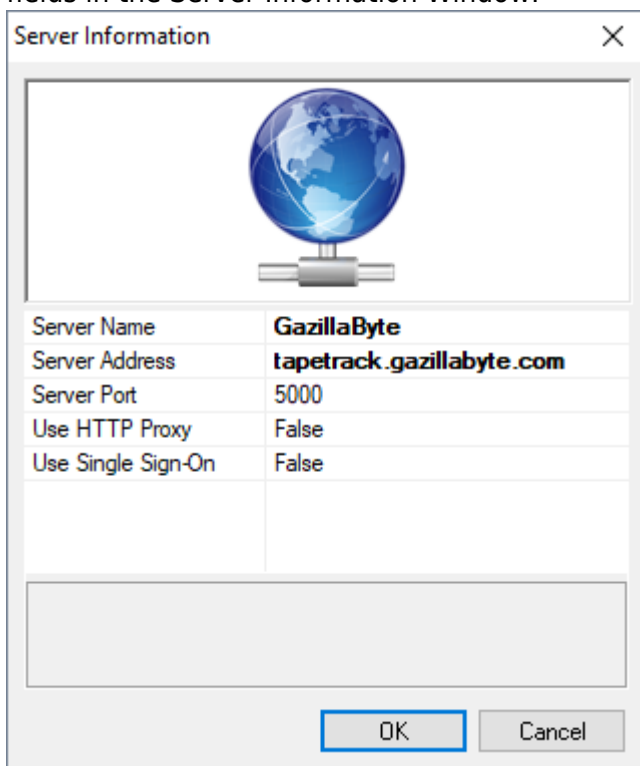 fields in the Server Information Window.
Server Information
Server Name GazillaByte
Server Address tapetrack.gazillabyte.com
Server Port 5000
Use HTTP Proxy False
Use Single Sign-On False
OK Cancel